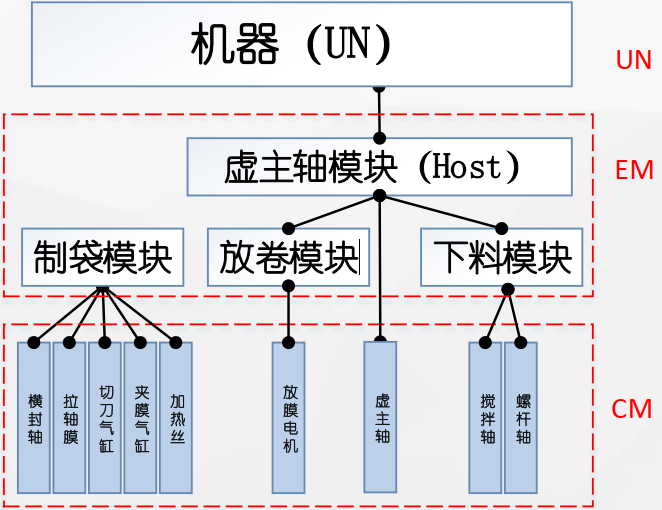 机器（UN）
UN
虚主轴模块（Host）
EM
制袋模块
放卷模块
下料模块
横封轴
拉轴膜
切刀气缸
夹膜气缸
加热丝
放膜电机
虚主轴
搅拌轴
螺杆轴
CM